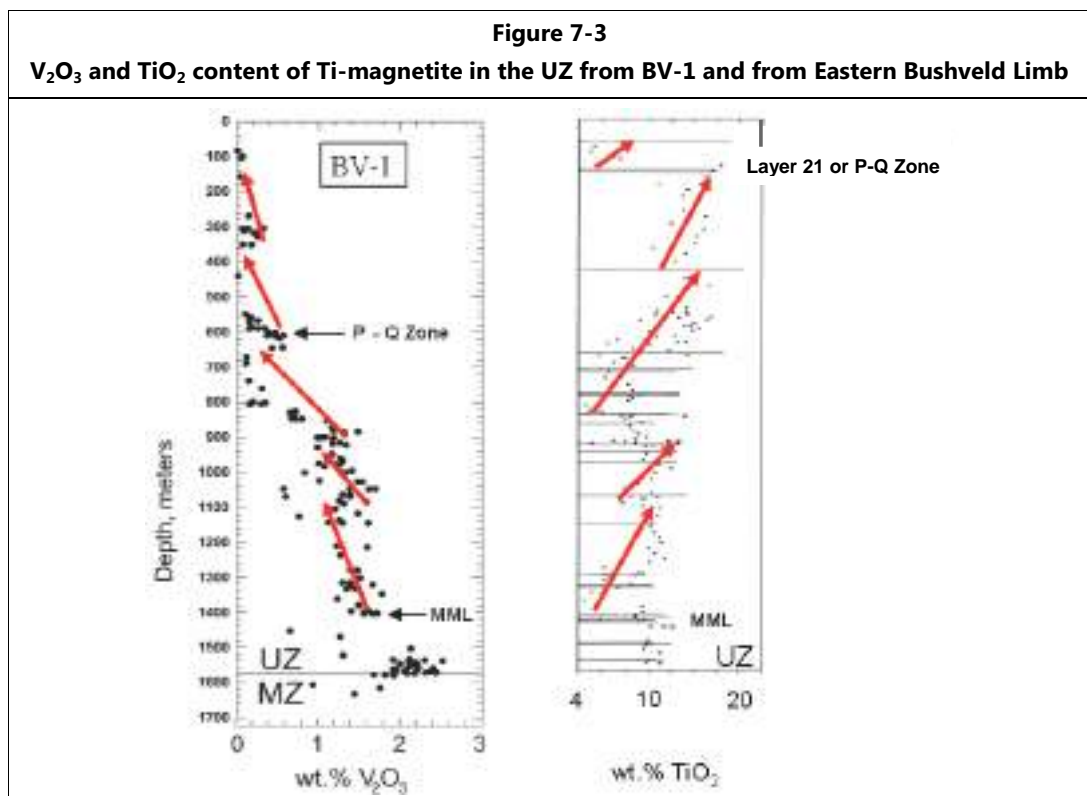 Figure 7-3
V₂O₃ and TiO₂ content of Ti-magnetite in the UZ from BV-1 and from Eastern Bushveld Limb
0
100
200
300
400
500
600
700
800
900
1000
1100
1200
1300
1400
1500
1600
1700
Depth, meters
BV-1
P - Q Zone
MML
UZ
MZ
0 1 2 3
wt.% V₂O₃
Layer 21 or P-Q Zone
MML
UZ
4 10 20
wt.% TiO₂